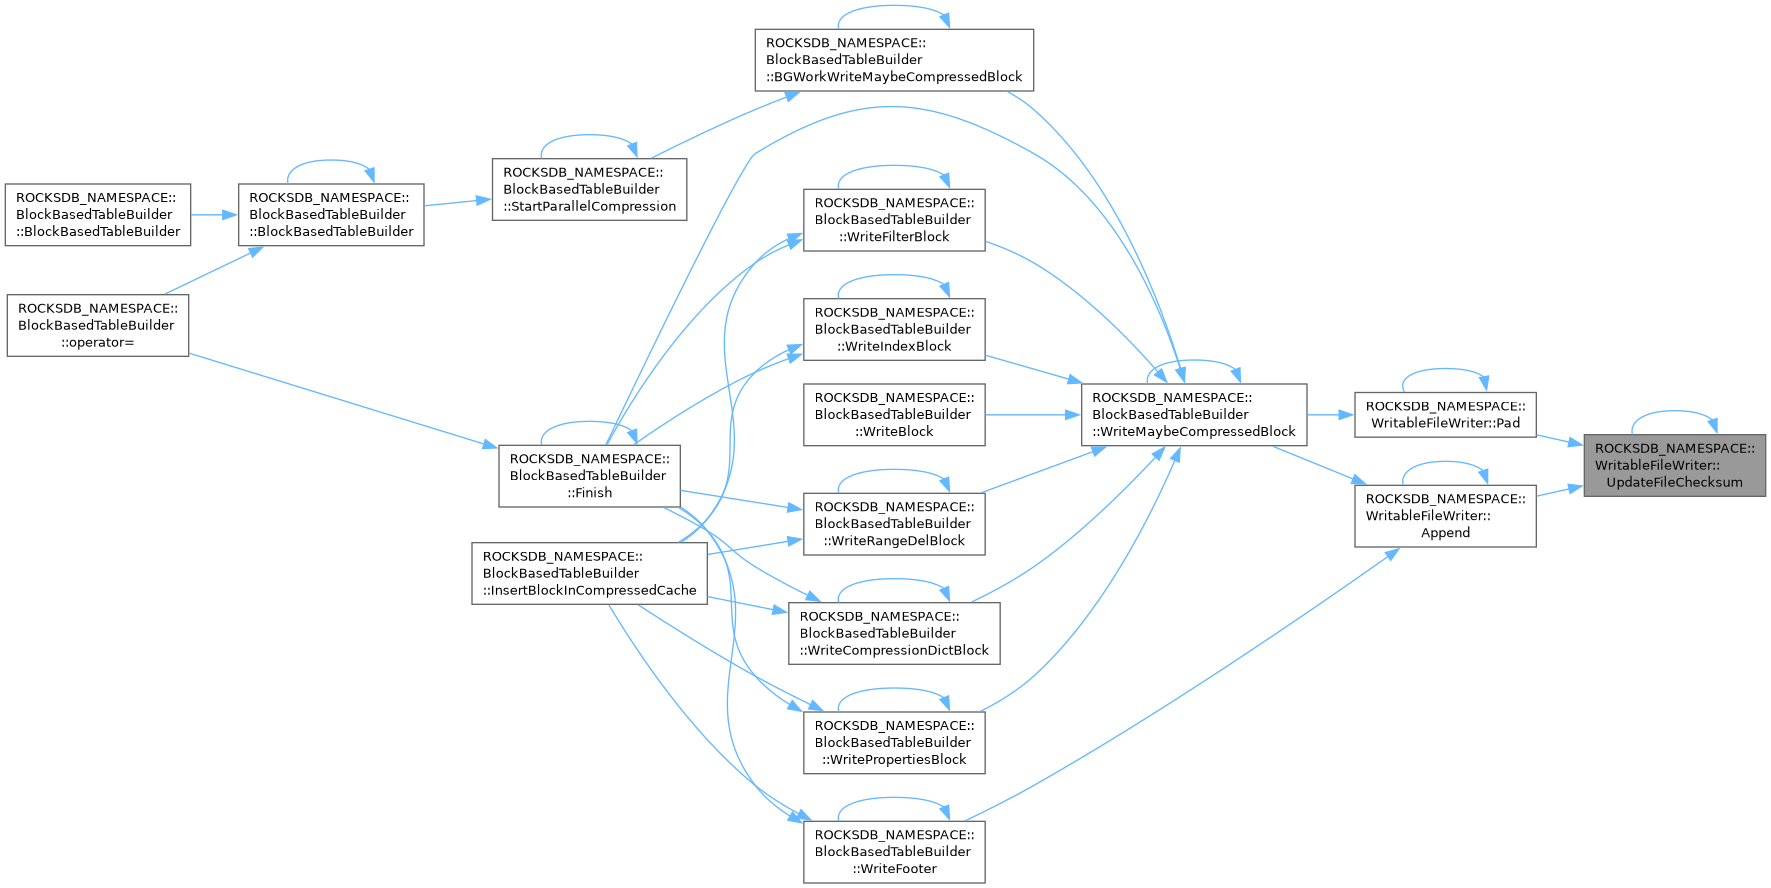 ROCKSDB_NAMESPACE::
BlockBasedTableBuilder
::BGWorkWriteMaybeCompressedBlock
ROCKSDB_NAMESPACE::
BlockBasedTableBuilder
::StartParallelCompression
ROCKSDB_NAMESPACE::
BlockBasedTableBuilder
::BlockBasedTableBuilder
ROCKSDB_NAMESPACE::
BlockBasedTableBuilder
::BlockBasedTableBuilder
ROCKSDB_NAMESPACE::
BlockBasedTableBuilder
::WriteFilterBlock
ROCKSDB_NAMESPACE::
BlockBasedTableBuilder
::operator=
ROCKSDB_NAMESPACE::
BlockBasedTableBuilder
::WriteIndexBlock
ROCKSDB_NAMESPACE::
BlockBasedTableBuilder
::WriteBlock
ROCKSDB_NAMESPACE::
BlockBasedTableBuilder
::WriteMaybeCompressedBlock
ROCKSDB_NAMESPACE::
WritableFileWriter::Pad
ROCKSDB_NAMESPACE::
WritableFileWriter::
UpdateFileChecksum
ROCKSDB_NAMESPACE::
BlockBasedTableBuilder
::Finish
ROCKSDB_NAMESPACE::
WritableFileWriter::
Append
ROCKSDB_NAMESPACE::
BlockBasedTableBuilder
::WriteRangeDelBlock
ROCKSDB_NAMESPACE::
BlockBasedTableBuilder
::InsertBlockInCompressedCache
ROCKSDB_NAMESPACE::
BlockBasedTableBuilder
::WriteCompressionDictBlock
ROCKSDB_NAMESPACE::
BlockBasedTableBuilder
::WritePropertiesBlock
ROCKSDB_NAMESPACE::
BlockBasedTableBuilder
::WriteFooter